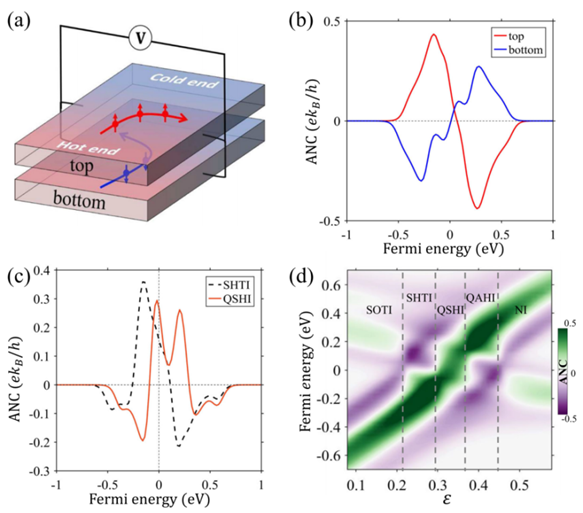 (a)
V
Cold end
Hot end
top
bottom
(b)
top
bottom
ANC (ek_B/h)
0.5
0
-0.5
-1
-0.5
0
0.5
1
Fermi energy (eV)
(c)
SHTI
QSHI
ANC (ek_B/h)
0.4
0.3
0.2
0.1
0
-0.1
-0.2
-0.3
-1
-0.5
0
0.5
1
Fermi energy (eV)
(d)
SOTI
SHTI
QSHI
QAHI
NI
Fermi energy (eV)
0.6
0.4
0.2
0
-0.2
-0.4
-0.6
0.1
0.2
0.3
0.4
0.5
ε
0.5
ANC
-0.5